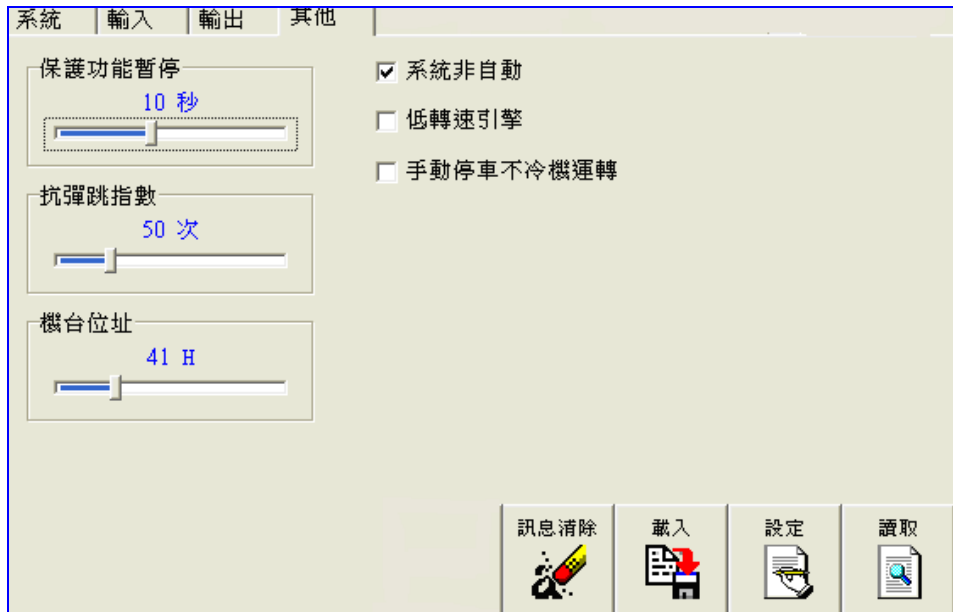 系統 輸入 輸出 其他
保護功能暫停
10 秒
抗彈跳指數
50 次
機台位址
41 H
系統非自動
低轉速引擎
手動停車不冷機運轉
訊息清除 載入 設定 讀取